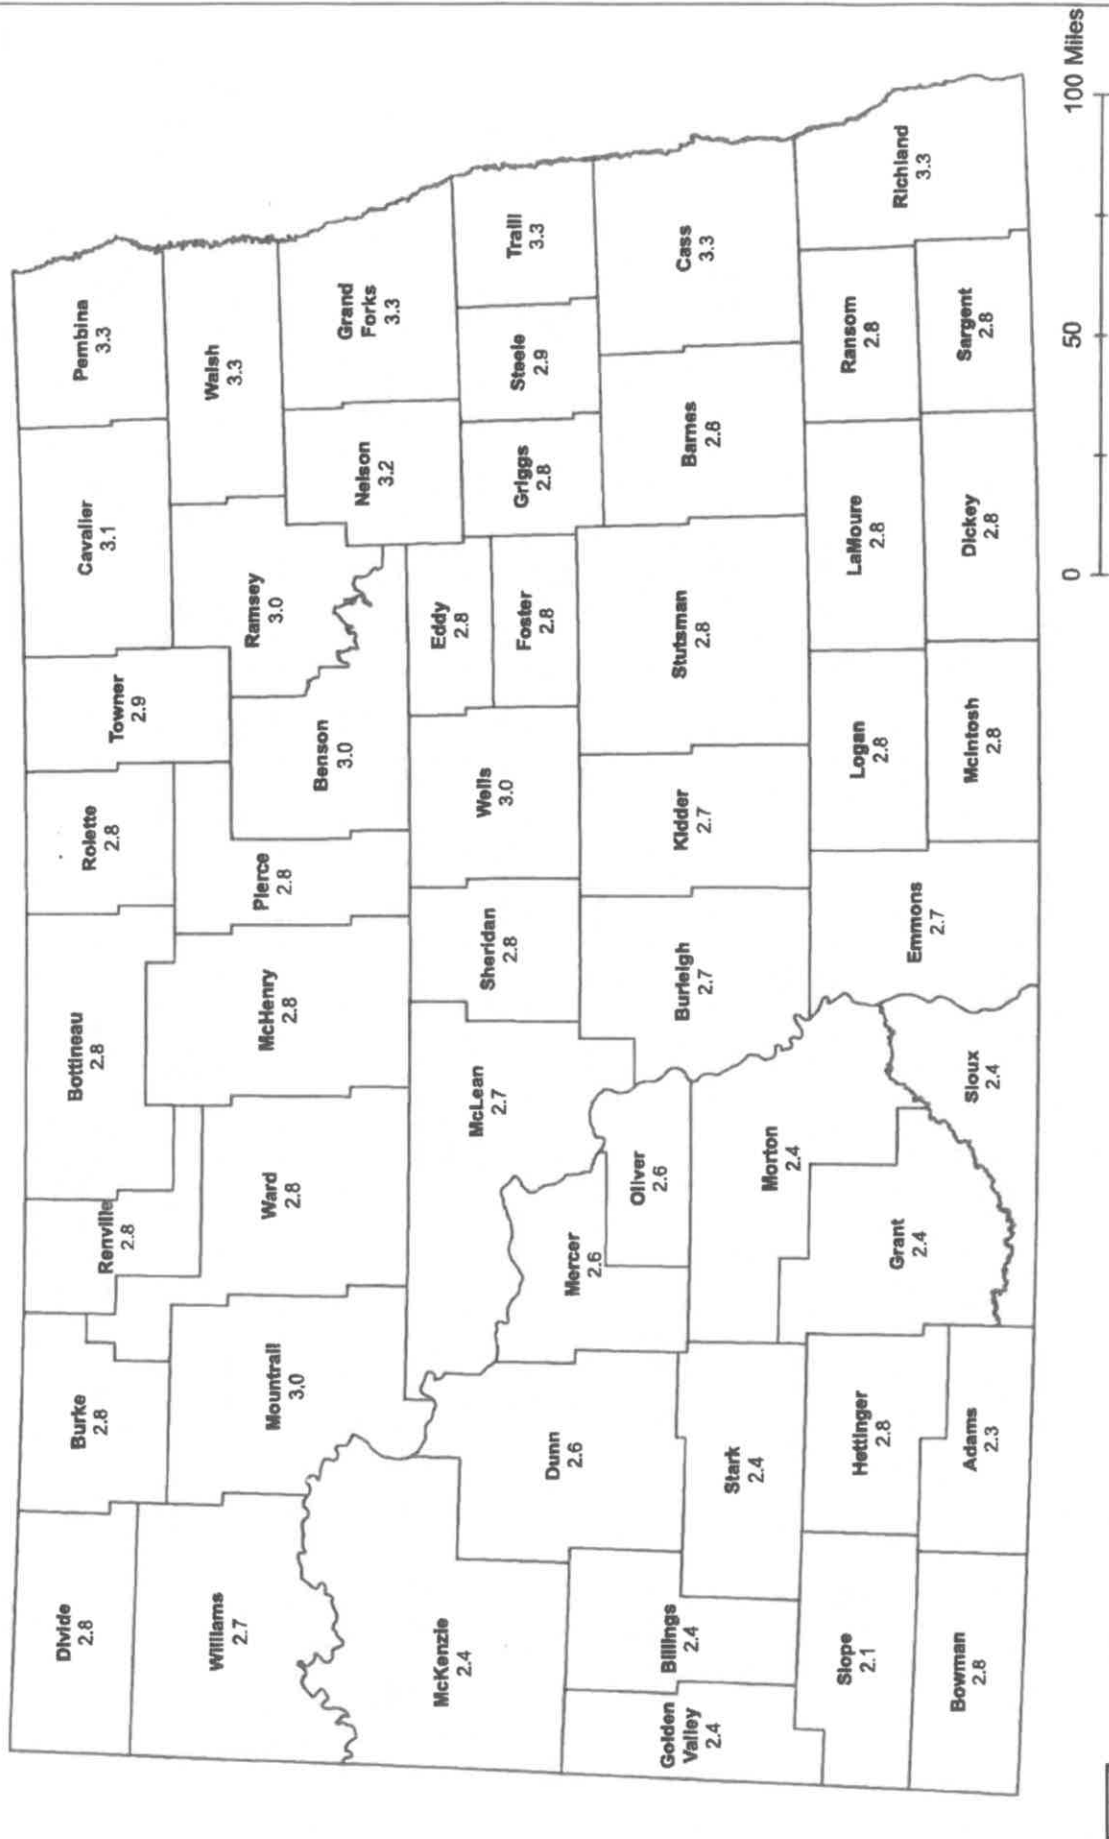 Divide
2.8
Burke
2.8
Renville
2.8
Bottineau
2.8
Rolette
2.8
Towner
2.9
Cavalier
3.1
Pembina
3.3
Williams
2.7
Mountrail
3.0
Ward
2.8
McHenry
2.8
Pierce
2.8
Benson
3.0
Ramsey
3.0
Walsh
3.3
McKenzie
2.4
Dunn
2.6
Mercer
2.6
Oliver
2.6
McLean
2.7
Sheridan
2.8
Wells
3.0
Eddy
2.8
Foster
2.8
Nelson
3.2
Grand
Forks
3.3
Griggs
2.8
Steele
2.9
Traill
3.3
Golden
Valley
2.4
Billings
2.4
Stark
2.4
Morton
2.4
Burleigh
2.7
Kidder
2.7
Stutsman
2.8
Barnes
2.8
Cass
3.3
Slope
2.1
Hettinger
2.8
Grant
2.4
Sioux
2.4
Emmons
2.7
Logan
2.8
LaMoure
2.8
Ransom
2.8
Richland
3.3
Bowman
2.8
Adams
2.3
McIntosh
2.8
Dickey
2.8
Sargent
2.8
0 50 100 Miles